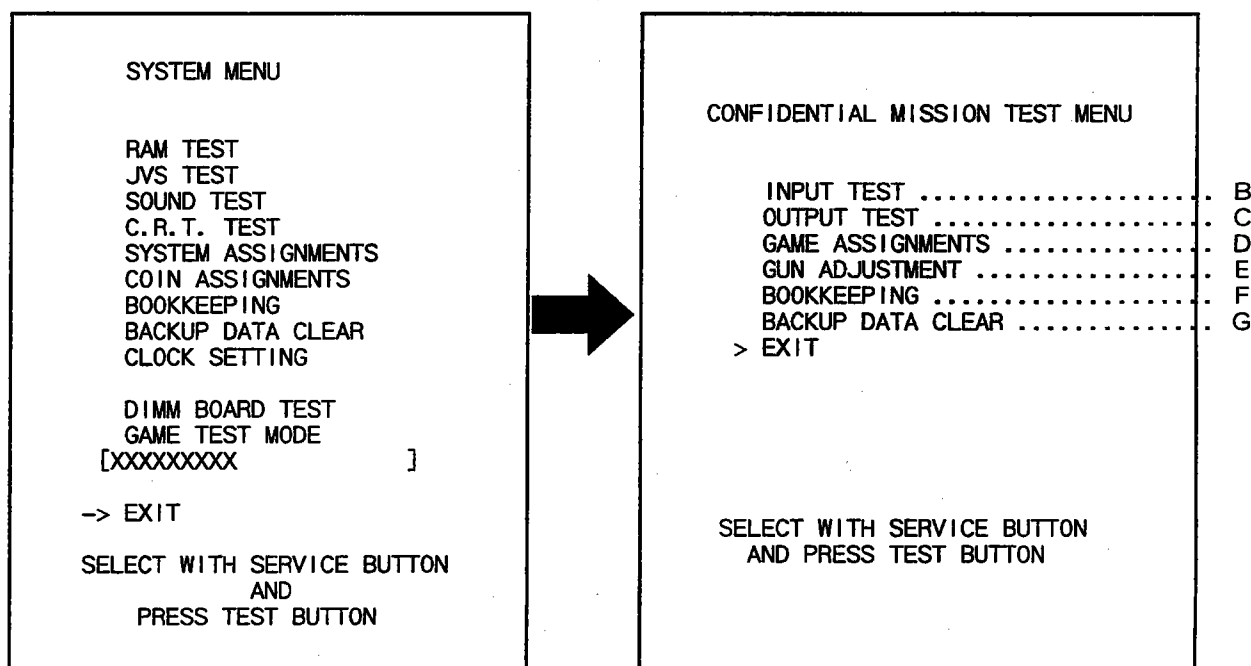 SYSTEM MENU
RAM TEST
JVS TEST
SOUND TEST
C.R.T. TEST
SYSTEM ASSIGNMENTS
COIN ASSIGNMENTS
BOOKKEEPING
BACKUP DATA CLEAR
CLOCK SETTING
DIMM BOARD TEST
GAME TEST MODE
[XXXXXXXXX ]
-> EXIT
SELECT WITH SERVICE BUTTON
AND
PRESS TEST BUTTON
CONFIDENTIAL MISSION TEST MENU
INPUT TEST ..................... B
OUTPUT TEST .................... C
GAME ASSIGNMENTS ............... D
GUN ADJUSTMENT ................. E
BOOKKEEPING .................... F
BACKUP DATA CLEAR .............. G
> EXIT
SELECT WITH SERVICE BUTTON
AND PRESS TEST BUTTON